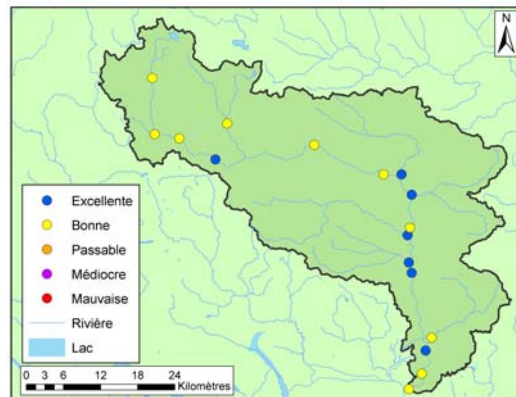 N
Excellente
Bonne
Passable
Médiocre
Mauvaise
Rivière
Lac
0 3 6 12 18 24 Kilomètres